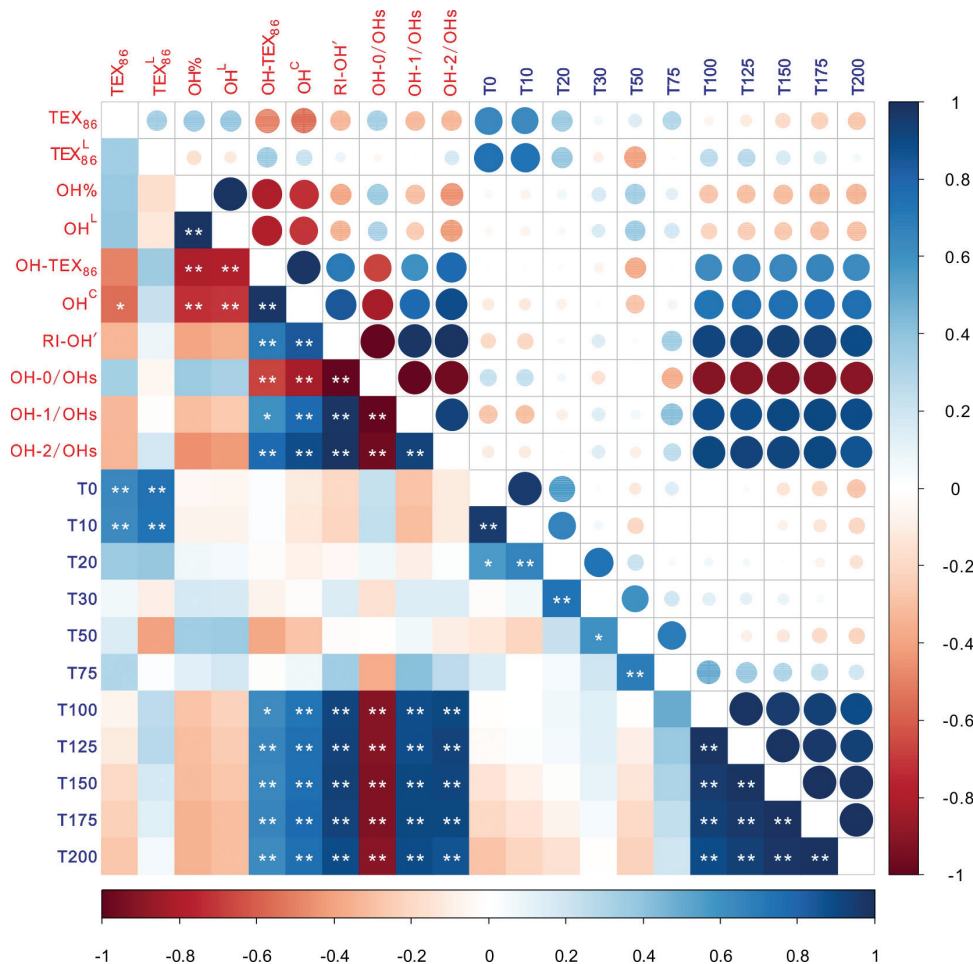 TEX₈₆
TEX₈₆ᴸ
OH%
OHᴸ
OH-TEX₈₆
OHᶜ
RI-OH′
OH-0/OHs
OH-1/OHs
OH-2/OHs
T0
T10
T20
T30
T50
T75
T100
T125
T150
T175
T200
TEX₈₆
TEX₈₆ᴸ
OH%
OHᴸ **
OH-TEX₈₆ ** **
OHᶜ * ** ** **
RI-OH′ ** **
OH-0/OHs ** ** **
OH-1/OHs * ** ** **
OH-2/OHs ** ** ** ** **
T0 ** **
T10 ** ** **
T20 * **
T30 **
T50 *
T75 **
T100 * ** ** ** ** **
T125 ** ** ** ** ** ** **
T150 ** ** ** ** ** ** ** **
T175 ** ** ** ** ** ** ** ** **
T200 ** ** ** ** ** ** ** ** ** **
1
0.8
0.6
0.4
0.2
0
-0.2
-0.4
-0.6
-0.8
-1
-1 -0.8 -0.6 -0.4 -0.2 0 0.2 0.4 0.6 0.8 1